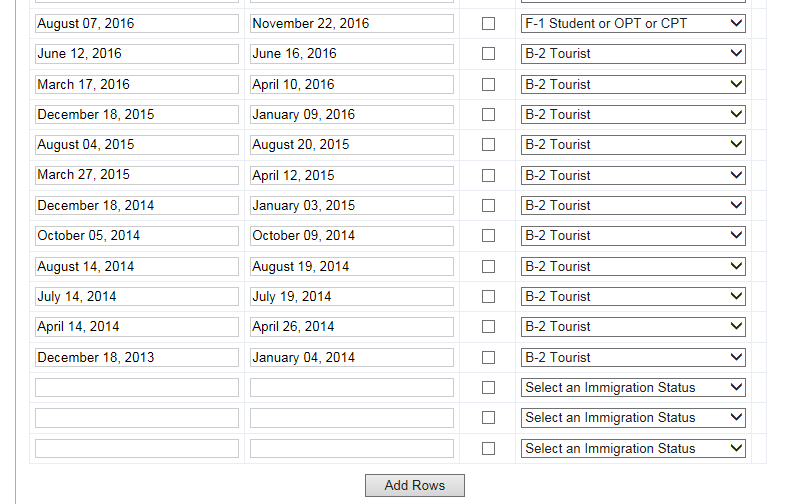 August 07, 2016 November 22, 2016 F-1 Student or OPT or CPT
June 12, 2016 June 16, 2016 B-2 Tourist
March 17, 2016 April 10, 2016 B-2 Tourist
December 18, 2015 January 09, 2016 B-2 Tourist
August 04, 2015 August 20, 2015 B-2 Tourist
March 27, 2015 April 12, 2015 B-2 Tourist
December 18, 2014 January 03, 2015 B-2 Tourist
October 05, 2014 October 09, 2014 B-2 Tourist
August 14, 2014 August 19, 2014 B-2 Tourist
July 14, 2014 July 19, 2014 B-2 Tourist
April 14, 2014 April 26, 2014 B-2 Tourist
December 18, 2013 January 04, 2014 B-2 Tourist
Select an Immigration Status
Select an Immigration Status
Select an Immigration Status
Add Rows